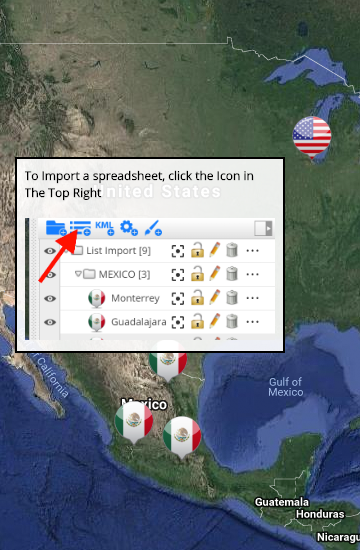 To Import a spreadsheet, click the Icon in
The Top Right
United States
KML
List Import [9]
MEXICO [3]
Monterrey
Guadalajara
California
Gulf of
Mexico
Mexico
Guatemala
Honduras